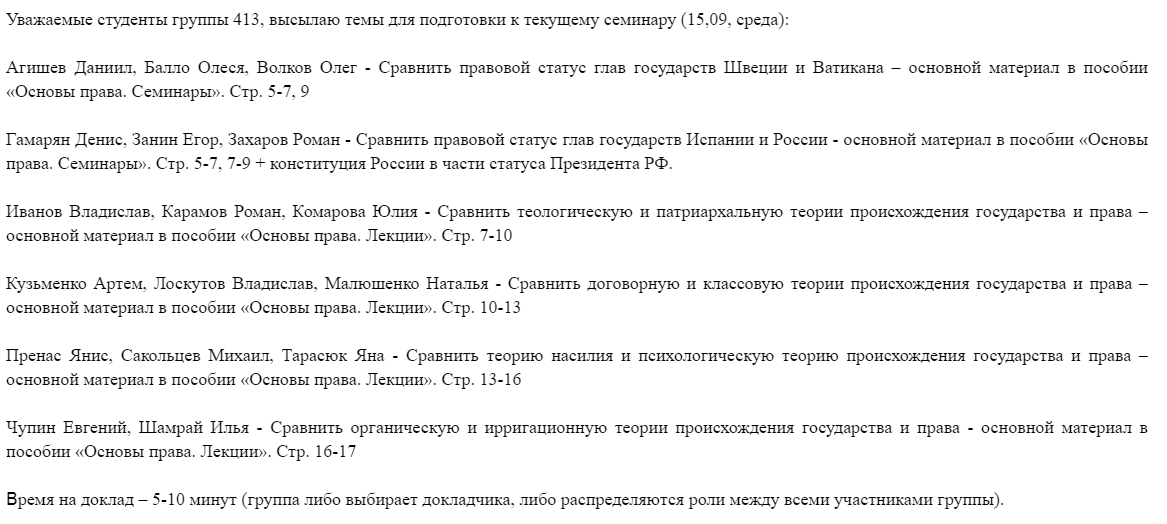 Уважаемые студенты группы 413, высылаю темы для подготовки к текущему семинару (15,09, среда):
Агишев Даниил, Балло Олеся, Волков Олег - Сравнить правовой статус глав государств Швеции и Ватикана – основной материал в пособии
«Основы права. Семинары». Стр. 5-7, 9
Гамарян Денис, Занин Егор, Захаров Роман - Сравнить правовой статус глав государств Испании и России - основной материал в пособии «Основы
права. Семинары». Стр. 5-7, 7-9 + конституция России в части статуса Президента РФ.
Иванов Владислав, Карамов Роман, Комарова Юлия - Сравнить теологическую и патриархальную теории происхождения государства и права –
основной материал в пособии «Основы права. Лекции». Стр. 7-10
Кузьменко Артем, Лоскутов Владислав, Малюшенко Наталья - Сравнить договорную и классовую теории происхождения государства и права –
основной материал в пособии «Основы права. Лекции». Стр. 10-13
Пренас Янис, Сакольцев Михаил, Тарасюк Яна - Сравнить теорию насилия и психологическую теорию происхождения государства и права –
основной материал в пособии «Основы права. Лекции». Стр. 13-16
Чупин Евгений, Шамрай Илья - Сравнить органическую и ирригационную теории происхождения государства и права - основной материал в
пособии «Основы права. Лекции». Стр. 16-17
Время на доклад – 5-10 минут (группа либо выбирает докладчика, либо распределяются роли между всеми участниками группы).